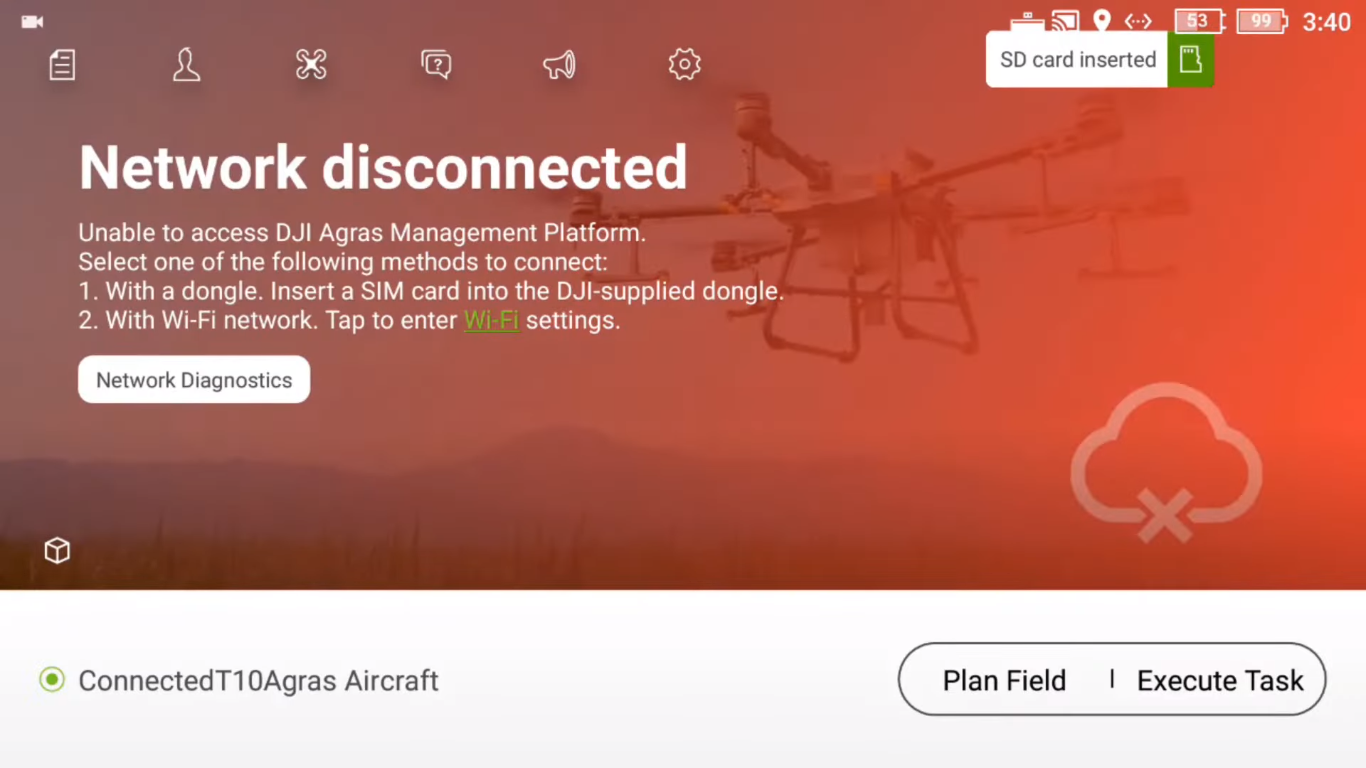 53 99 3:40
SD card inserted
Network disconnected
Unable to access DJI Agras Management Platform.
Select one of the following methods to connect:
1. With a dongle. Insert a SIM card into the DJI-supplied dongle.
2. With Wi-Fi network. Tap to enter Wi-Fi settings.
Network Diagnostics
ConnectedT10Agras Aircraft
Plan Field | Execute Task